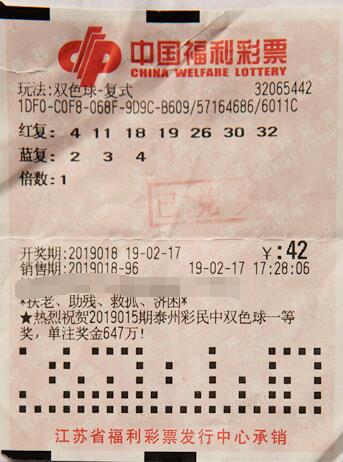 中国福利彩票
CHINA WELFARE LOTTERY
玩法:双色球-复式 32065442
1DF0-C0F8-068F-9D9C-B609/57164686/6011C
红复: 4 11 18 19 26 30 32
蓝复: 2 3 4
倍数:1
已兑
开奖期:2019018 19-02-17 ¥:42
销售期:2019018-96 19-02-17 17:28:06
*扶老、助残、救孤、济困*
★热烈祝贺2019015期泰州彩民中双色球一等
奖,单注奖金647万!
江苏省福利彩票发行中心承销